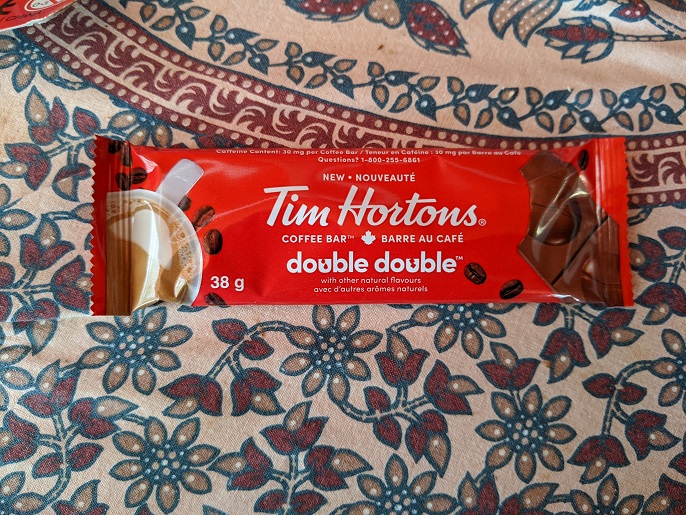 Caffeine Content: 30 mg per Coffee Bar / Teneur en Caféine : 30 mg par Barre au Café
Questions? 1-800-255-6861
NEW • NOUVEAUTÉ
Tim Hortons®
COFFEE BAR™ BARRE AU CAFÉ
double double™
with other natural flavours
avec d'autres arômes naturels
38 g